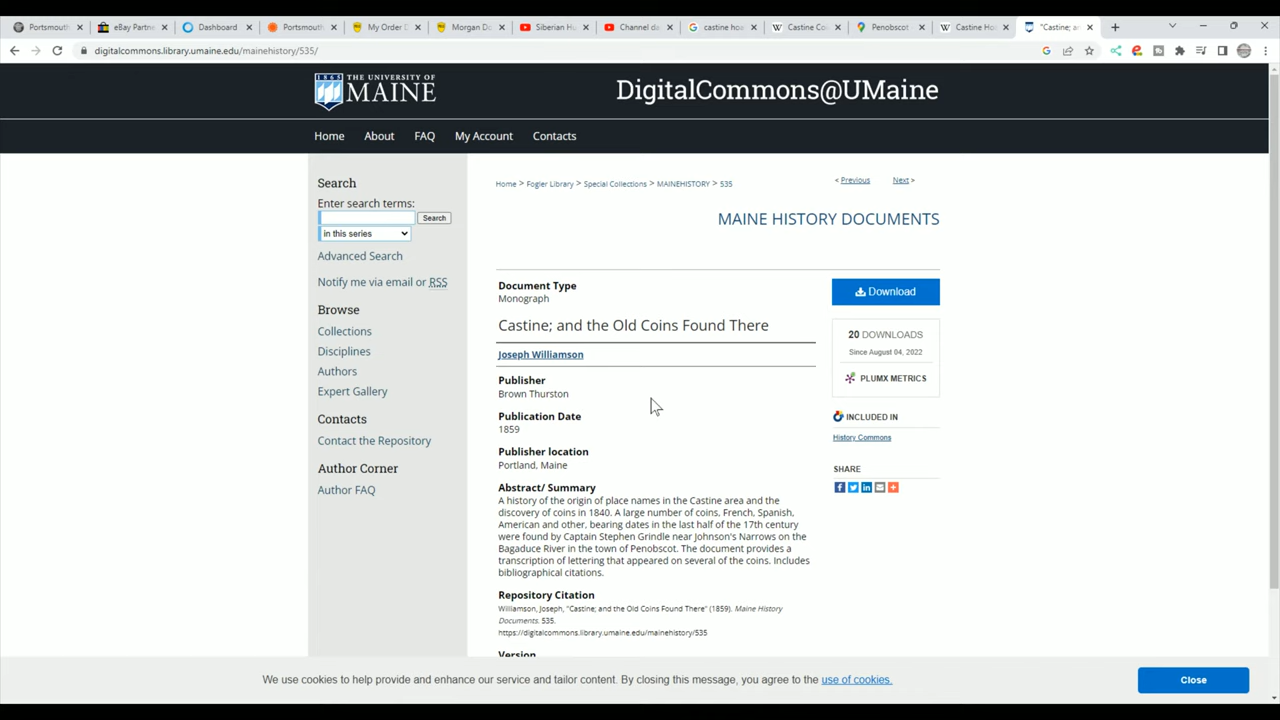 Portsmouth
eBay Partn
Dashboard
Portsmouth
My Order D
Morgan Do
Siberian Hu
Channel da
castine hoa
Castine Coi
Penobscot
Castine Hoa
"Castine; an
digitalcommons.library.umaine.edu/mainehistory/535/
1865
THE UNIVERSITY OF
MAINE
DigitalCommons@UMaine
Home About FAQ My Account Contacts
Search
Enter search terms:
Search
in this series
Advanced Search
Notify me via email or RSS
Browse
Collections
Disciplines
Authors
Expert Gallery
Contacts
Contact the Repository
Author Corner
Author FAQ
Home > Fogler Library > Special Collections > MAINEHISTORY > 535
< Previous Next >
MAINE HISTORY DOCUMENTS
Document Type
Monograph
Castine; and the Old Coins Found There
Joseph Williamson
Publisher
Brown Thurston
Publication Date
1859
Publisher location
Portland, Maine
Abstract/ Summary
A history of the origin of place names in the Castine area and the
discovery of coins in 1840. A large number of coins, French, Spanish,
American and other, bearing dates in the last half of the 17th century
were found by Captain Stephen Grindle near Johnson's Narrows on the
Bagaduce River in the town of Penobscot. The document provides a
transcription of lettering that appeared on several of the coins. Includes
bibliographical citations.
Repository Citation
Williamson, Joseph, "Castine; and the Old Coins Found There" (1859). Maine History
Documents. 535.
https://digitalcommons.library.umaine.edu/mainehistory/535
Version
Download
20 DOWNLOADS
Since August 04, 2022
PLUMX METRICS
INCLUDED IN
History Commons
SHARE
We use cookies to help provide and enhance our service and tailor content. By closing this message, you agree to the use of cookies.
Close